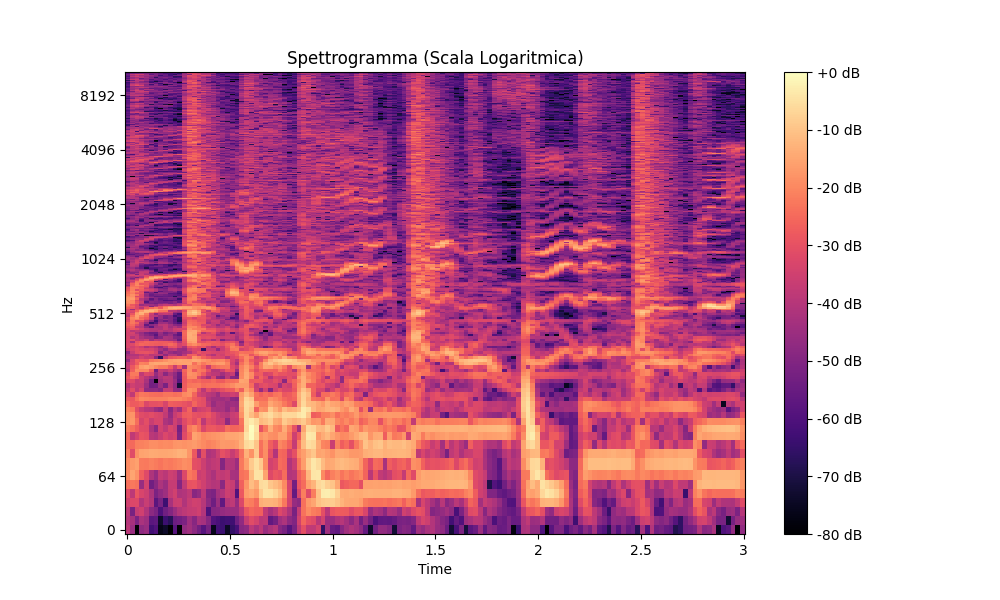 Spettrogramma (Scala Logaritmica)
Hz
8192
4096
2048
1024
512
256
128
64
0
0
0.5
1
1.5
2
2.5
3
Time
+0 dB
-10 dB
-20 dB
-30 dB
-40 dB
-50 dB
-60 dB
-70 dB
-80 dB